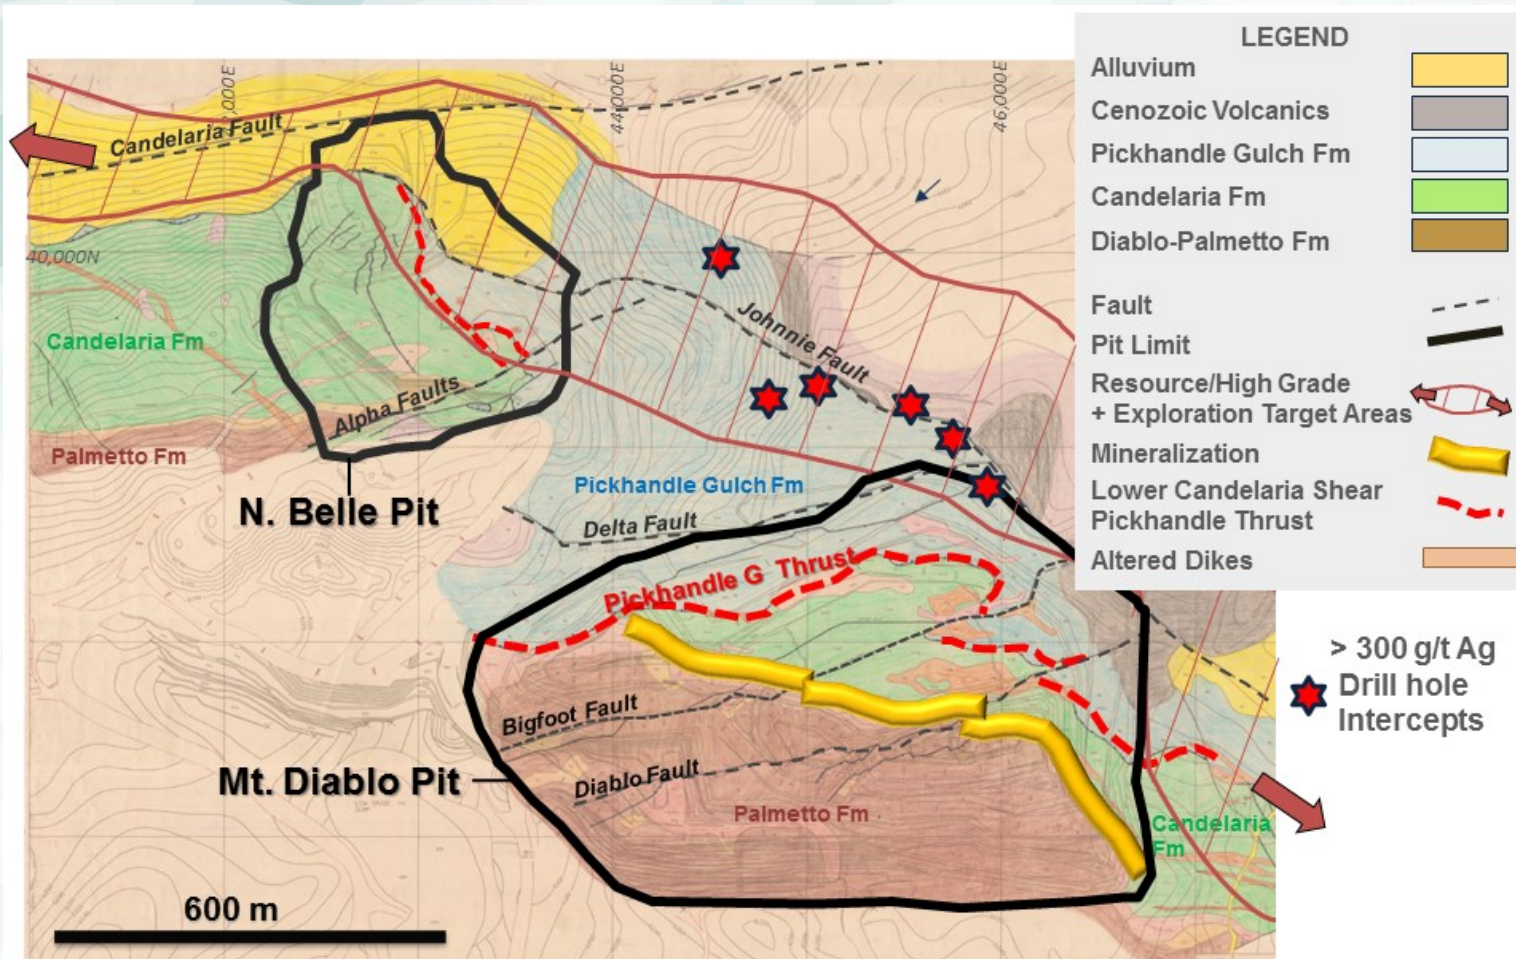 LEGEND
Alluvium
Cenozoic Volcanics
Pickhandle Gulch Fm
Candelaria Fm
Diablo-Palmetto Fm
Fault
Pit Limit
Resource/High Grade
+ Exploration Target Areas
Mineralization
Lower Candelaria Shear
Pickhandle Thrust
Altered Dikes
> 300 g/t Ag
Drill hole
Intercepts
44,000E
46,000E
Candelaria Fault
40,000N
Candelaria Fm
Johnnie Fault
Alpha Faults
Palmetto Fm
N. Belle Pit
Pickhandle Gulch Fm
Delta Fault
Pickhandle G Thrust
Bigfoot Fault
Mt. Diablo Pit
Diablo Fault
Palmetto Fm
Candelaria
Fm
600 m